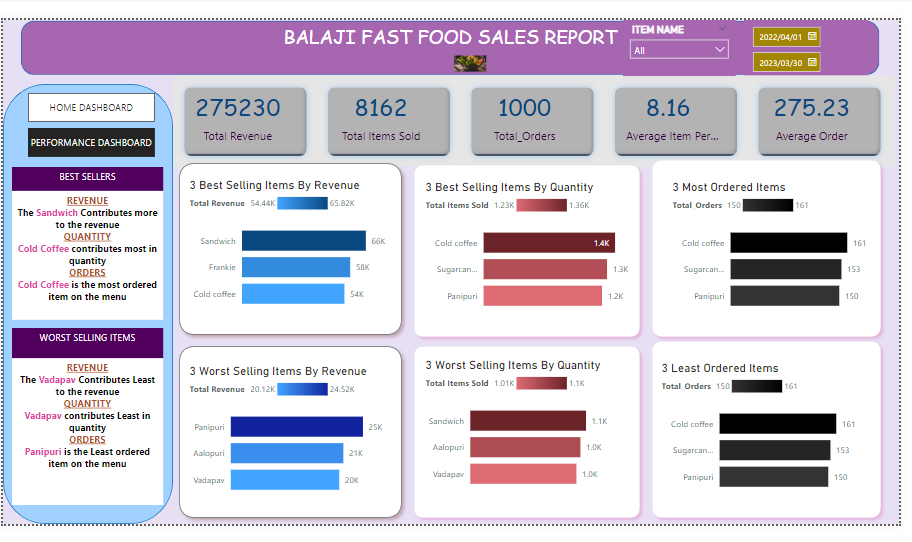 BALAJI FAST FOOD SALES REPORT
ITEM NAME
All
2022/04/01
2023/03/30
HOME DASHBOARD
PERFORMANCE DASHBOARD
BEST SELLERS
REVENUE
The Sandwich Contributes more
to the revenue
QUANTITY
Cold Coffee contributes most in
quantity
ORDERS
Cold Coffee is the most ordered
item on the menu
WORST SELLING ITEMS
REVENUE
The Vadapav Contributes Least
to the revenue
QUANTITY
Vadapav contributes Least in
quantity
ORDERS
Panipuri is the Least ordered
item on the menu
275230
Total Revenue
8162
Total Items Sold
1000
Total_Orders
8.16
Average Item Per...
275.23
Average Order
3 Best Selling Items By Revenue
Total Revenue 54.44K 65.82K
Sandwich 66K
Frankie 58K
Cold coffee 54K
3 Best Selling Items By Quantity
Total Items Sold 1.23K 1.36K
Cold coffee 1.4K
Sugarcan... 1.3K
Panipuri 1.2K
3 Most Ordered Items
Total_Orders 150 161
Cold coffee 161
Sugarcan... 153
Panipuri 150
3 Worst Selling Items By Revenue
Total Revenue 20.12K 24.52K
Panipuri 25K
Aalopuri 21K
Vadapav 20K
3 Worst Selling Items By Quantity
Total Items Sold 1.01K 1.1K
Sandwich 1.1K
Aalopuri 1.0K
Vadapav 1.0K
3 Least Ordered Items
Total_Orders 150 161
Cold coffee 161
Sugarcan... 153
Panipuri 150